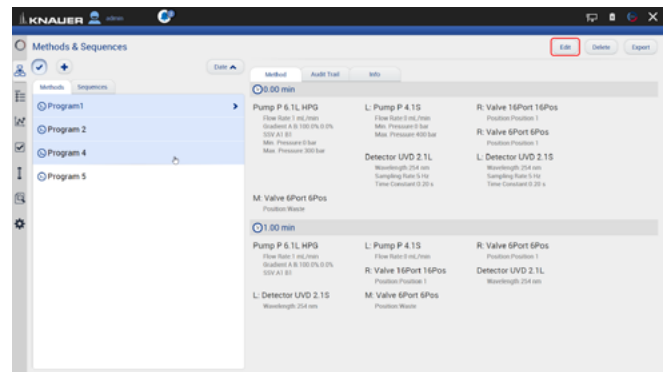 KNAUER admin
Methods & Sequences
Edit Delete Export
Date
Methods Sequences
Program1
Program 2
Program 4
Program 5
Method Audit Trail Info
0.00 min
Pump P 6.1L HPG
Flow Rate 1 mL/min
Gradient A B 100.0% 0.0%
SSV A1 B1
Min. Pressure 0 bar
Max. Pressure 300 bar
L: Pump P 4.1S
Flow Rate 0 mL/min
Min. Pressure 0 bar
Max. Pressure 400 bar
Detector UVD 2.1L
Wavelength 254 nm
Sampling Rate 5 Hz
Time Constant 0.20 s
R: Valve 16Port 16Pos
Position Position 1
R: Valve 6Port 6Pos
Position Position 1
L: Detector UVD 2.1S
Wavelength 254 nm
Sampling Rate 5 Hz
Time Constant 0.20 s
M: Valve 6Port 6Pos
Position Waste
1.00 min
Pump P 6.1L HPG
Flow Rate 1 mL/min
Gradient A B 100.0% 0.0%
SSV A1 B1
L: Pump P 4.1S
Flow Rate 0 mL/min
R: Valve 16Port 16Pos
Position Position 1
R: Valve 6Port 6Pos
Position Position 1
Detector UVD 2.1L
Wavelength 254 nm
L: Detector UVD 2.1S
Wavelength 254 nm
M: Valve 6Port 6Pos
Position Waste